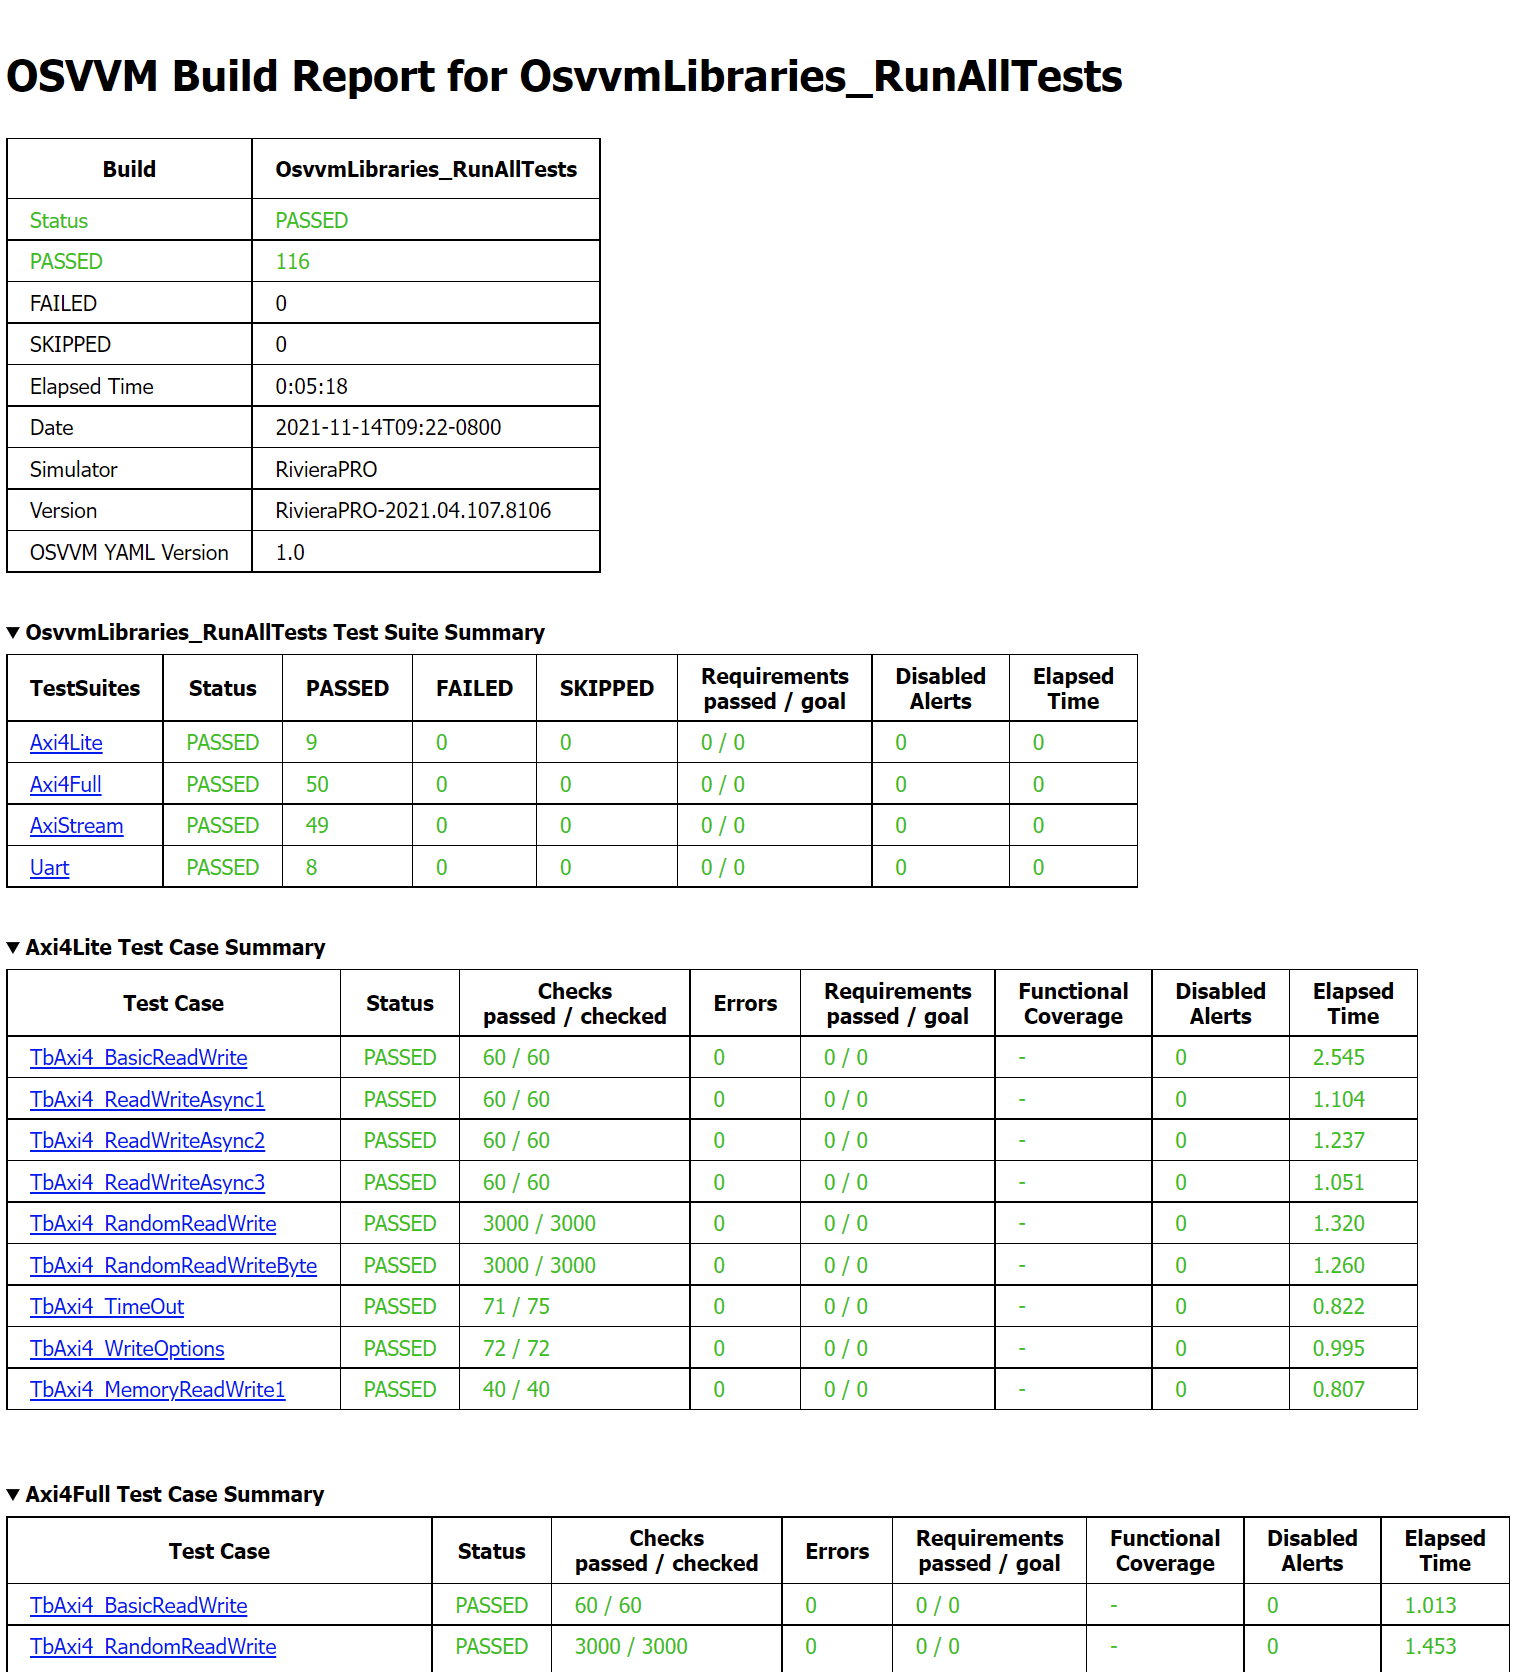 OSVVM Build Report for OsvvmLibraries_RunAllTests
Build OsvvmLibraries_RunAllTests
Status PASSED
PASSED 116
FAILED 0
SKIPPED 0
Elapsed Time 0:05:18
Date 2021-11-14T09:22-0800
Simulator RivieraPRO
Version RivieraPRO-2021.04.107.8106
OSVVM YAML Version 1.0
▼ OsvvmLibraries_RunAllTests Test Suite Summary
TestSuites Status PASSED FAILED SKIPPED Requirements passed / goal Disabled Alerts Elapsed Time
Axi4Lite PASSED 9 0 0 0 / 0 0 0
Axi4Full PASSED 50 0 0 0 / 0 0 0
AxiStream PASSED 49 0 0 0 / 0 0 0
Uart PASSED 8 0 0 0 / 0 0 0
▼ Axi4Lite Test Case Summary
Test Case Status Checks passed / checked Errors Requirements passed / goal Functional Coverage Disabled Alerts Elapsed Time
TbAxi4_BasicReadWrite PASSED 60 / 60 0 0 / 0 - 0 2.545
TbAxi4_ReadWriteAsync1 PASSED 60 / 60 0 0 / 0 - 0 1.104
TbAxi4_ReadWriteAsync2 PASSED 60 / 60 0 0 / 0 - 0 1.237
TbAxi4_ReadWriteAsync3 PASSED 60 / 60 0 0 / 0 - 0 1.051
TbAxi4_RandomReadWrite PASSED 3000 / 3000 0 0 / 0 - 0 1.320
TbAxi4_RandomReadWriteByte PASSED 3000 / 3000 0 0 / 0 - 0 1.260
TbAxi4_TimeOut PASSED 71 / 75 0 0 / 0 - 0 0.822
TbAxi4_WriteOptions PASSED 72 / 72 0 0 / 0 - 0 0.995
TbAxi4_MemoryReadWrite1 PASSED 40 / 40 0 0 / 0 - 0 0.807
▼ Axi4Full Test Case Summary
Test Case Status Checks passed / checked Errors Requirements passed / goal Functional Coverage Disabled Alerts Elapsed Time
TbAxi4_BasicReadWrite PASSED 60 / 60 0 0 / 0 - 0 1.013
TbAxi4_RandomReadWrite PASSED 3000 / 3000 0 0 / 0 - 0 1.453